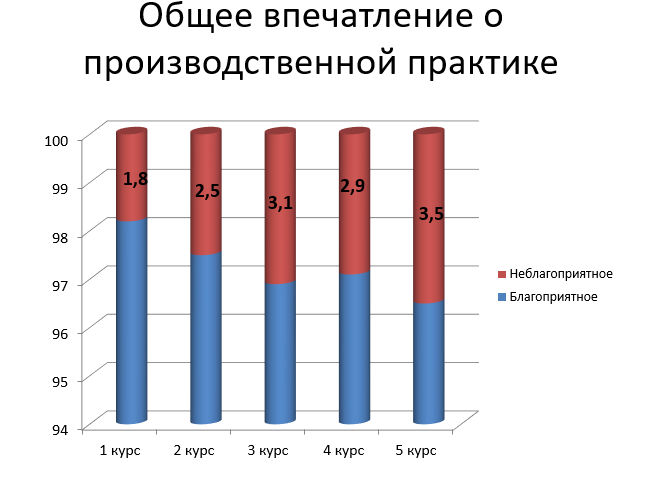 Общее впечатление о
производственной практике
100
99
98
97
96
95
94
1,8
2,5
3,1
2,9
3,5
1 курс
2 курс
3 курс
4 курс
5 курс
Неблагоприятное
Благоприятное